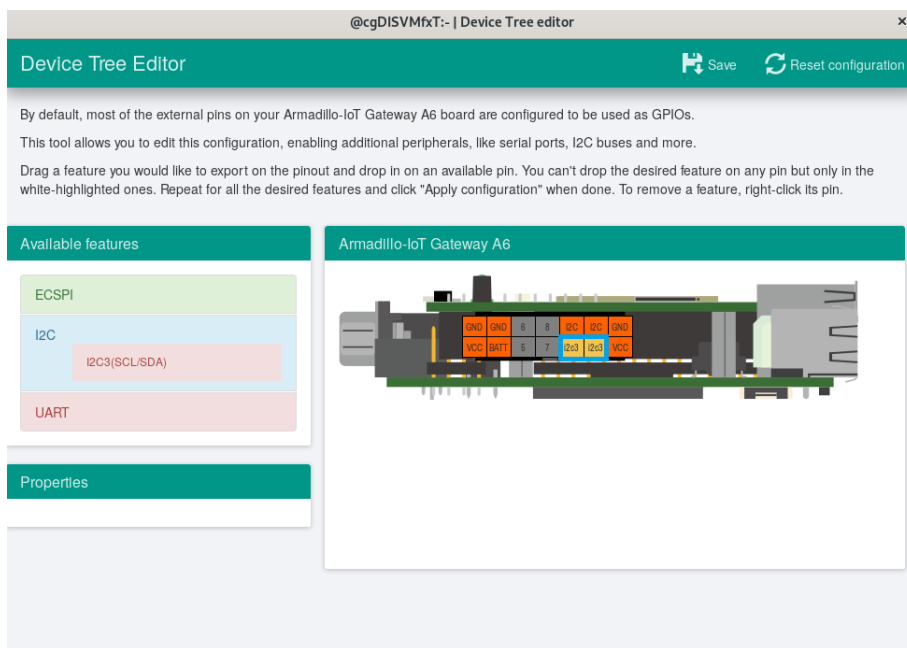 @cgDISVMfxT:- | Device Tree editor
×
Device Tree Editor
Save
Reset configuration
By default, most of the external pins on your Armadillo-IoT Gateway A6 board are configured to be used as GPIOs.
This tool allows you to edit this configuration, enabling additional peripherals, like serial ports, I2C buses and more.
Drag a feature you would like to export on the pinout and drop in on an available pin. You can't drop the desired feature on any pin but only in the
white-highlighted ones. Repeat for all the desired features and click "Apply configuration" when done. To remove a feature, right-click its pin.
Available features
ECSPI
I2C
I2C3(SCL/SDA)
UART
Properties
Armadillo-IoT Gateway A6
GND GND 6 8 I2C I2C GND
VCC BATT 5 7 i2c3 i2c3 VCC